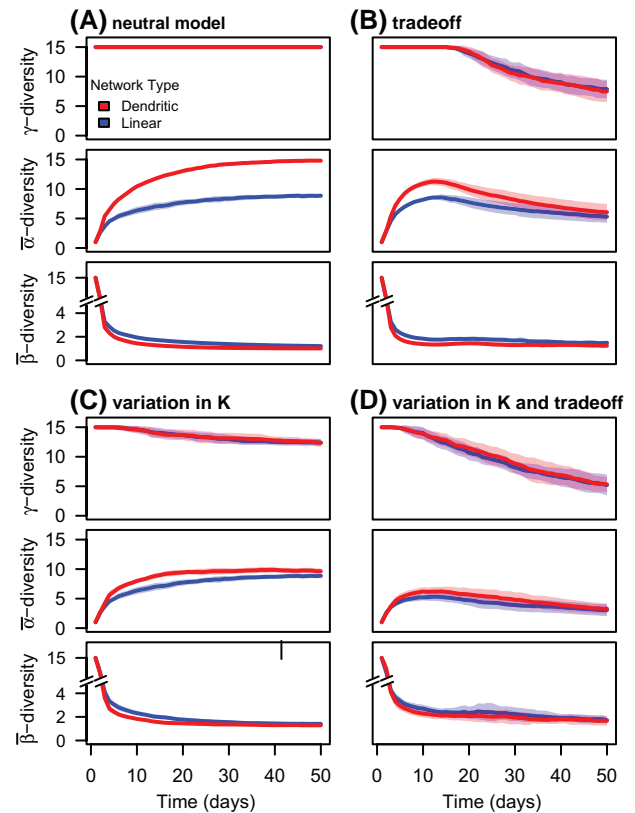 (A) neutral model
(B) tradeoff
γ-diversity
15
10
5
0
Network Type
Dendritic
Linear
α̅-diversity
15
10
5
0
β̅-diversity
15
4
2
0
(C) variation in K
(D) variation in K and tradeoff
γ-diversity
15
10
5
0
α̅-diversity
15
10
5
0
β̅-diversity
15
4
2
0
0 10 20 30 40 50
0 10 20 30 40 50
Time (days)
Time (days)